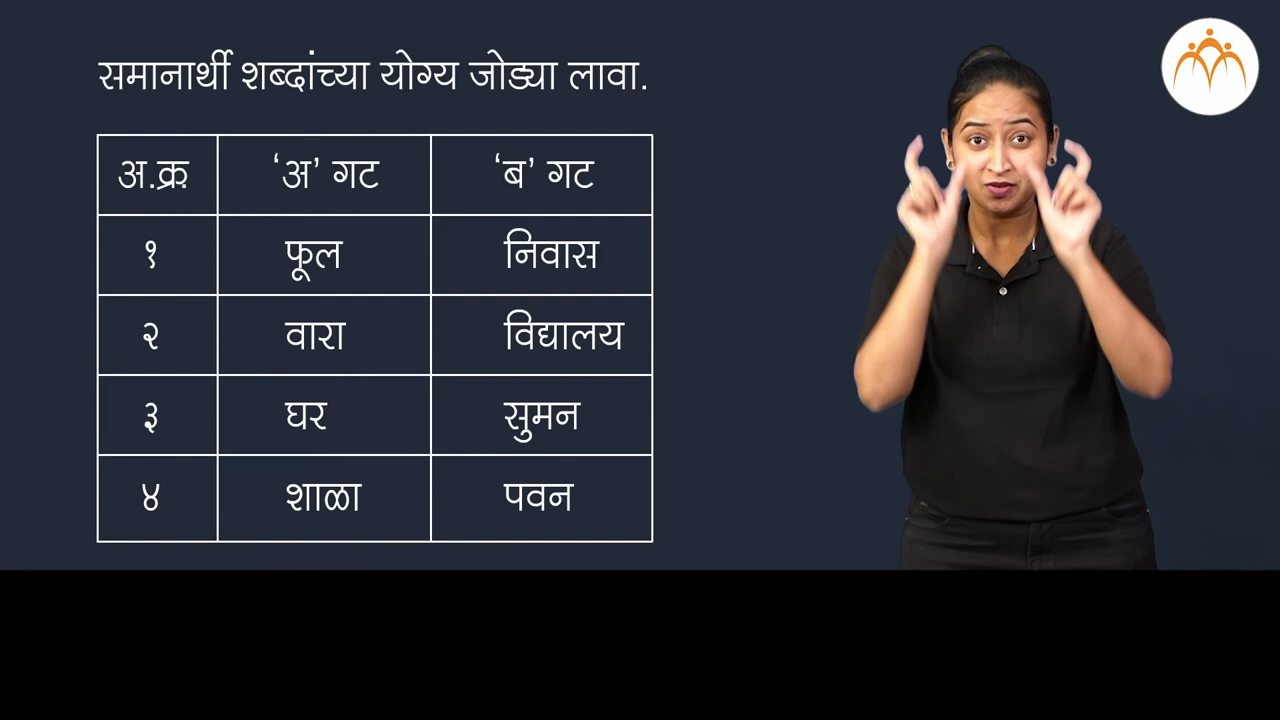 समानार्थी शब्दांच्या योग्य जोड्या लावा.
अ.क्र. ‘अ’ गट ‘ब’ गट
१ फूल निवास
२ वारा विद्यालय
३ घर सुमन
४ शाळा पवन